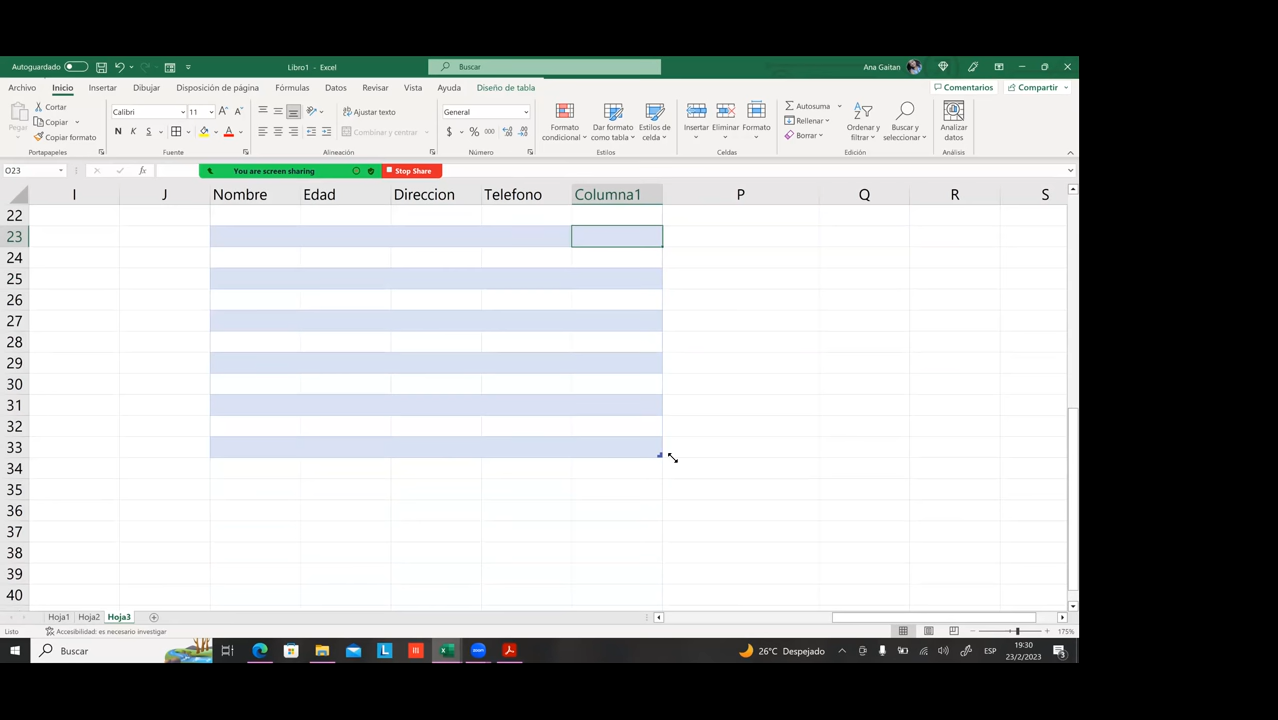 Autoguardado Libro1 - Excel Buscar Ana Gaitan
Archivo Inicio Insertar Dibujar Disposición de página Fórmulas Datos Revisar Vista Ayuda Diseño de tabla Comentarios Compartir
Pegar Cortar Copiar Copiar formato
Portapapeles
Calibri 11
N K S
Fuente
Ajustar texto
Combinar y centrar
Alineación
General
$ % 000
Número
Formato condicional Dar formato como tabla Estilos de celda
Estilos
Insertar Eliminar Formato
Celdas
Autosuma
Rellenar
Borrar
Ordenar y filtrar Buscar y seleccionar
Edición
Analizar datos
Análisis
O23 fx You are screen sharing Stop Share
I J Nombre Edad Direccion Telefono Columna1 P Q R S
22
23
24
25
26
27
28
29
30
31
32
33
34
35
36
37
38
39
40
Hoja1 Hoja2 Hoja3
Listo Accesibilidad: es necesario investigar 175%
Buscar 26°C Despejado ESP 19:30
23/2/2023 3